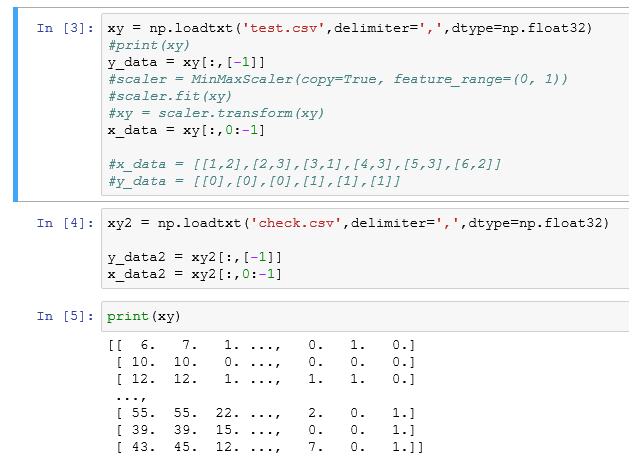 In [3]: xy = np.loadtxt('test.csv',delimiter=',',dtype=np.float32)
#print(xy)
y_data = xy[:,[-1]]
#scaler = MinMaxScaler(copy=True, feature_range=(0, 1))
#scaler.fit(xy)
#xy = scaler.transform(xy)
x_data = xy[:,0:-1]
#x_data = [[1,2],[2,3],[3,1],[4,3],[5,3],[6,2]]
#y_data = [[0],[0],[0],[1],[1],[1]]
In [4]: xy2 = np.loadtxt('check.csv',delimiter=',',dtype=np.float32)
y_data2 = xy2[:,[-1]]
x_data2 = xy2[:,0:-1]
In [5]: print(xy)
[[ 6. 7. 1. ..., 0. 1. 0.]
[ 10. 10. 0. ..., 0. 0. 0.]
[ 12. 12. 1. ..., 1. 1. 0.]
...,
[ 55. 55. 22. ..., 2. 0. 1.]
[ 39. 39. 15. ..., 0. 0. 1.]
[ 43. 45. 12. ..., 7. 0. 1.]]